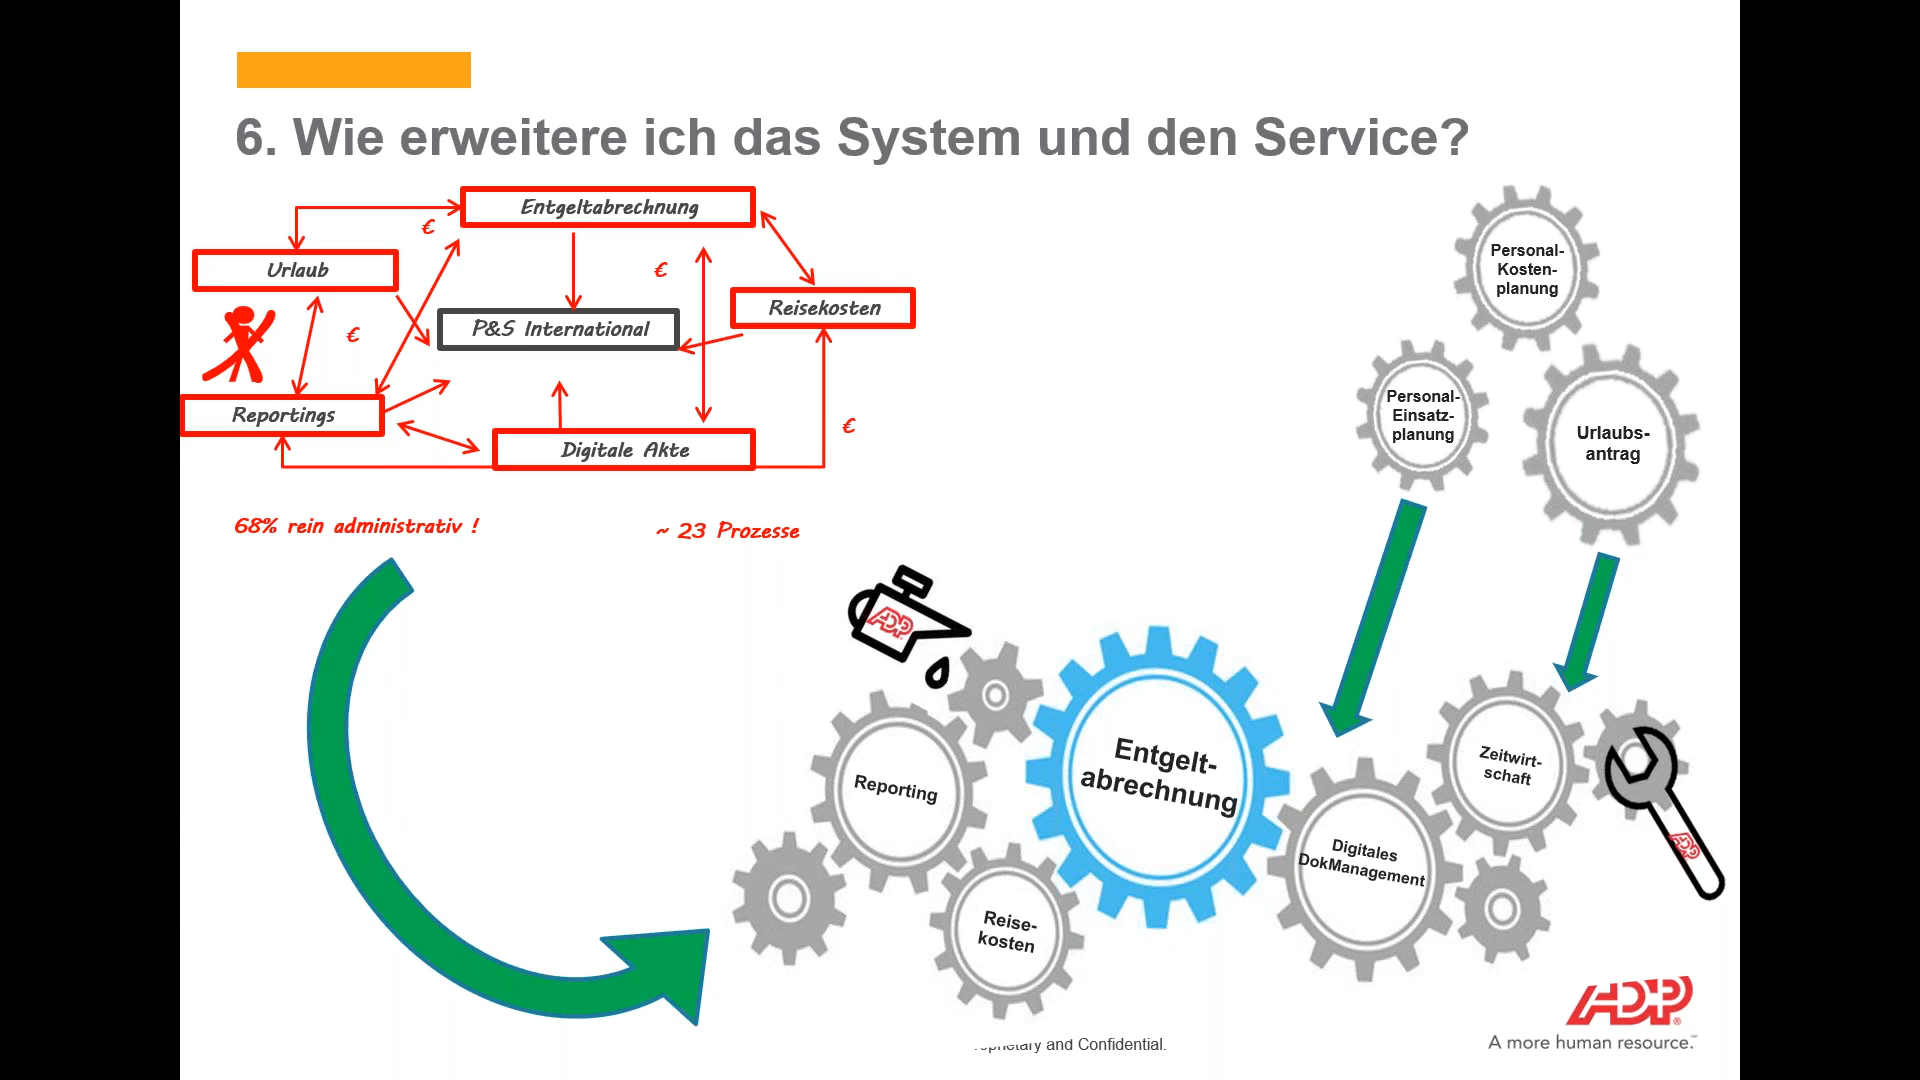 6. Wie erweitere ich das System und den Service?
Entgeltabrechnung
€
Urlaub
€
Reisekosten
P&S International
€
Reportings
Digitale Akte
€
68% rein administrativ !
~ 23 Prozesse
Personal-
Kosten-
planung
Personal-
Einsatz-
planung
Urlaubs-
antrag
ADP
Reporting
Entgelt-
abrechnung
Zeitwirt-
schaft
Digitales
DokManagement
ADP
Reise-
kosten
ADP®
A more human resource.
and Confidential.